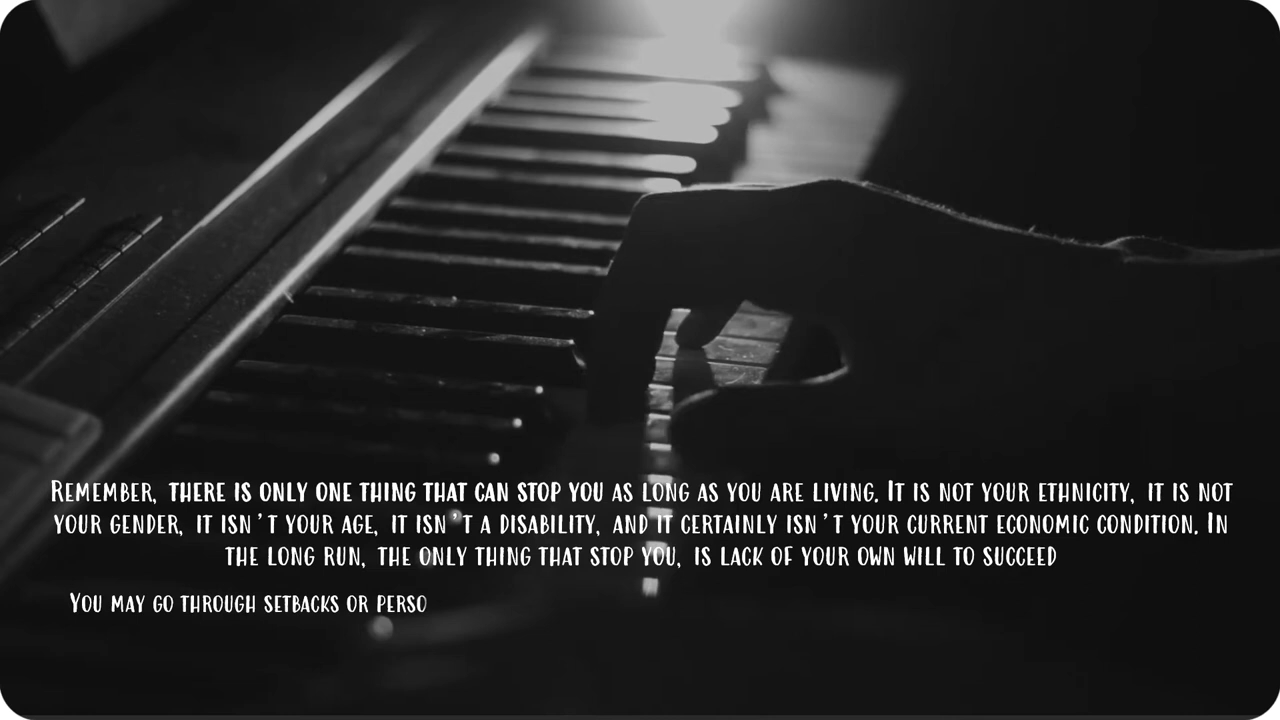 Remember, there is only one thing that can stop you as long as you are living. It is not your ethnicity, it is not
your gender, it isn't your age, it isn't a disability, and it certainly isn't your current economic condition. In
the long run, the only thing that stop you, is lack of your own will to succeed
You may go through setbacks or perso